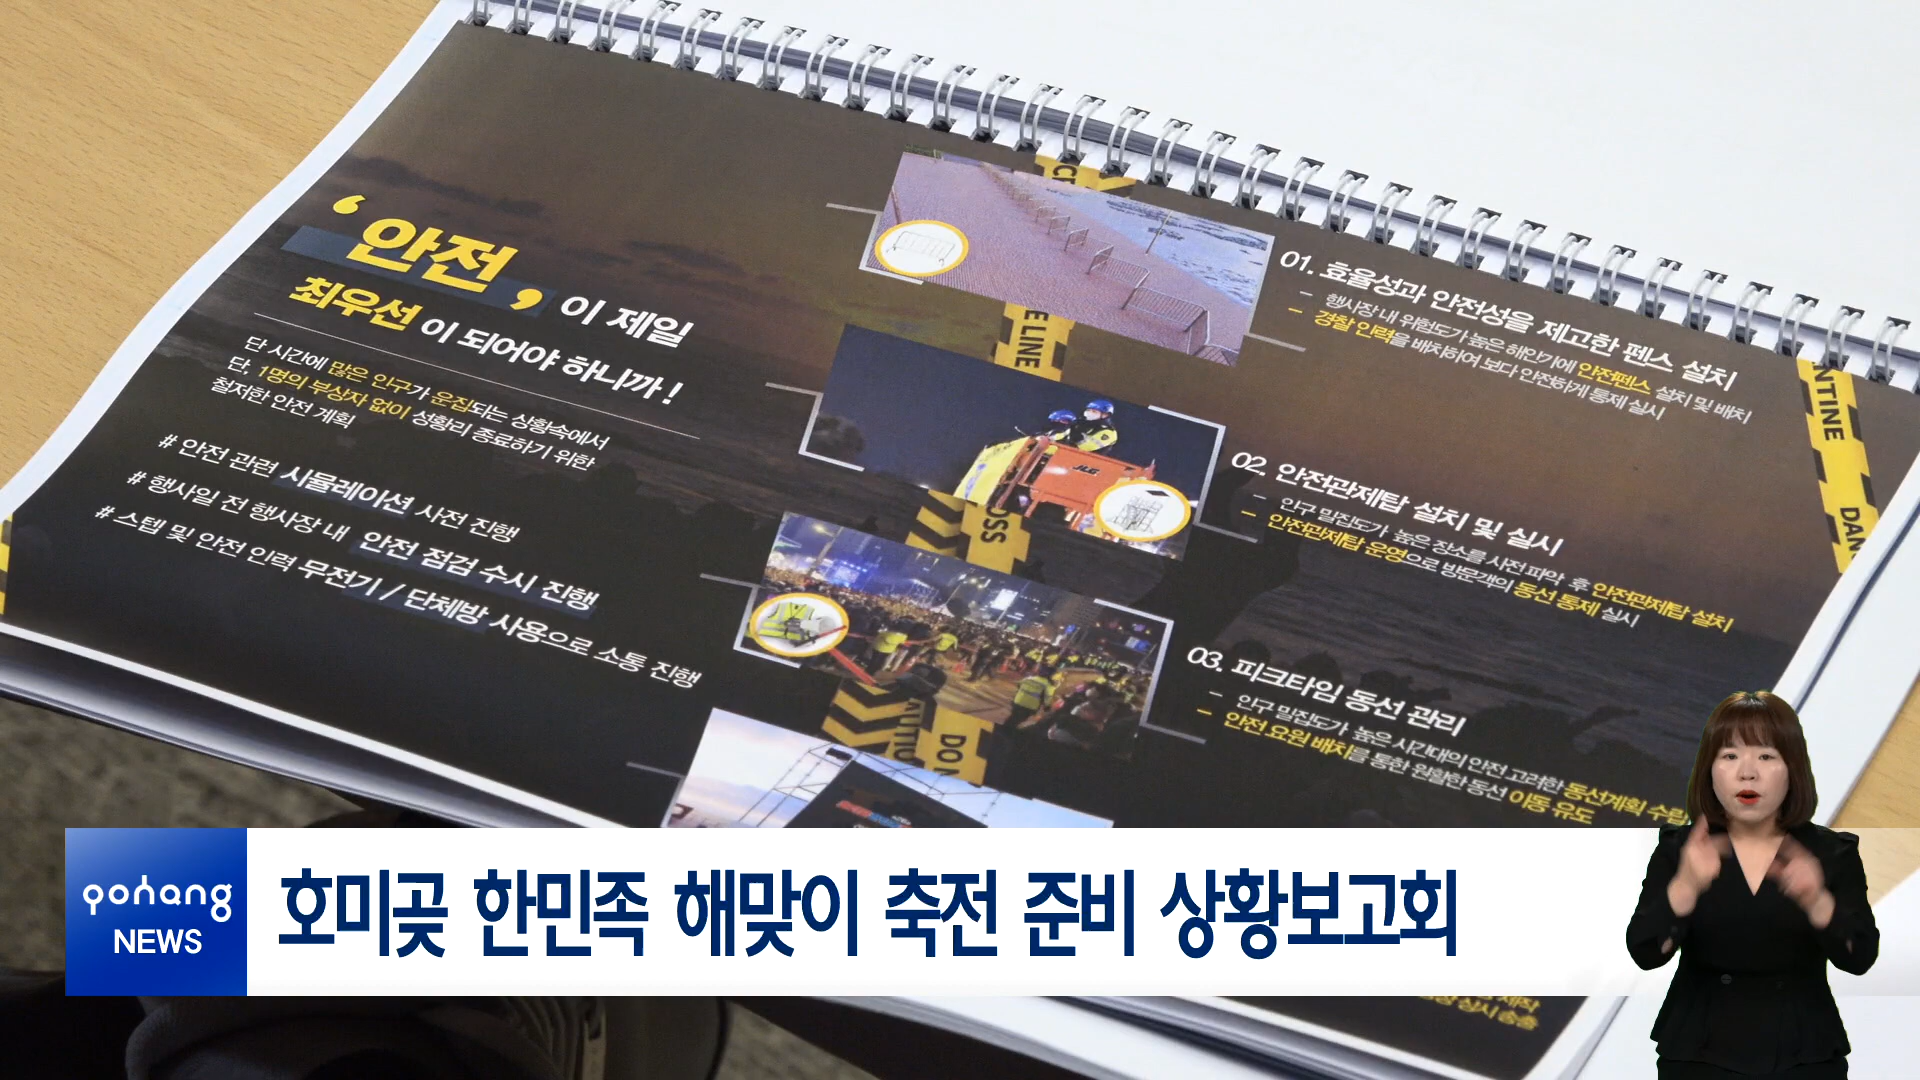 ‘안전’이 제일
최우선이 되어야 하니까!
단 시간에 많은 인구가 운집되는 상황속에서
단, 1명의 부상자 없이 성황리 종료하기 위한
철저한 안전 계획
# 안전 관련 시뮬레이션 사전 진행
# 행사일 전 행사장 내 안전 점검 수시 진행
# 스텝 및 안전 인력 무전기 / 단체방 사용으로 소통 진행
E LINE
OSS
DO N
NTINE
DAN
JLG
01. 효율성과 안전성을 제고한 펜스 설치
- 행사장 내 위험도가 높은 해안가에 안전펜스 설치 및 배치
- 경찰 인력을 배치하여 보다 안전하게 통제 실시
02. 안전관제탑 설치 및 실시
- 인구 밀집도가 높은 장소를 사전 파악 후 안전관제탑 설치
- 안전관제탑 운영으로 방문객의 동선 통제 실시
03. 피크타임 동선 관리
- 인구 밀집도가 높은 시간대의 안전 고려한 동선계획 수립
- 안전 요원 배치를 통한 원활한 동선 이동 유도
pohang
NEWS
호미곶 한민족 해맞이 축전 준비 상황보고회
제작
상시 송출